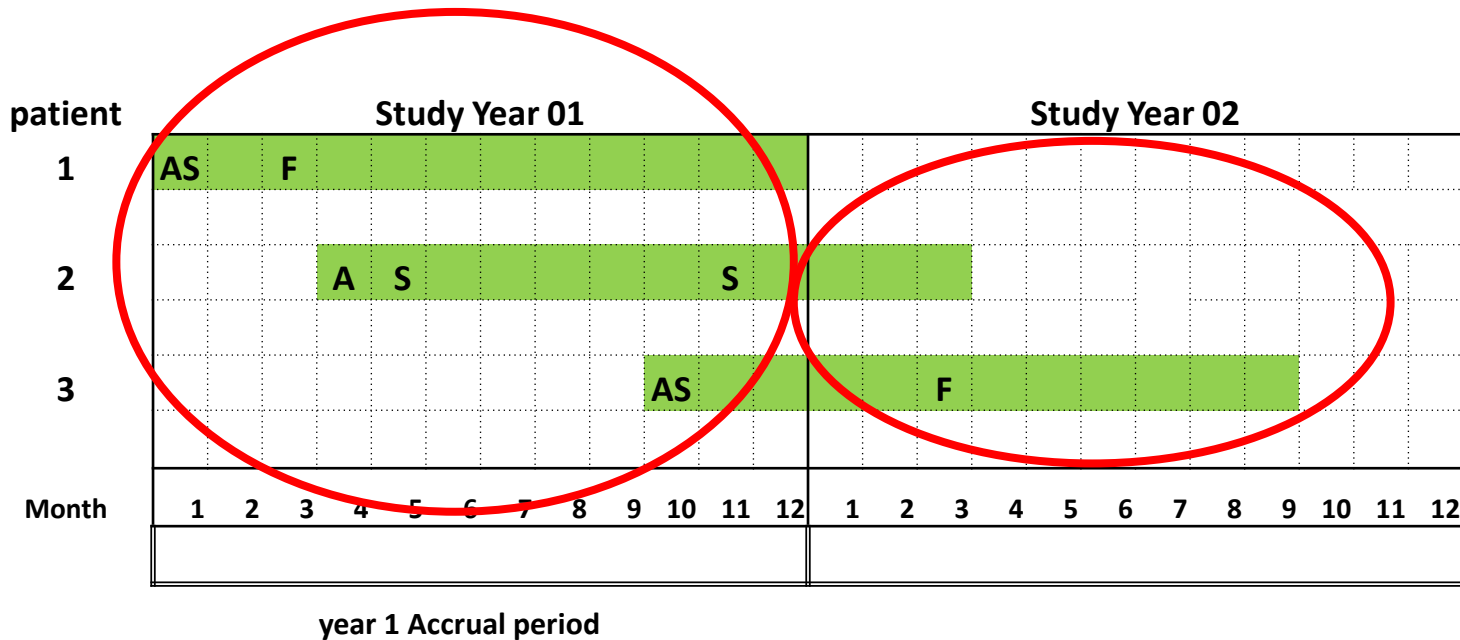 patient Study Year 01 Study Year 02
1 AS F
2 A S S
3 AS F
Month 1 2 3 4 5 6 7 8 9 10 11 12 1 2 3 4 5 6 7 8 9 10 11 12
year 1 Accrual period